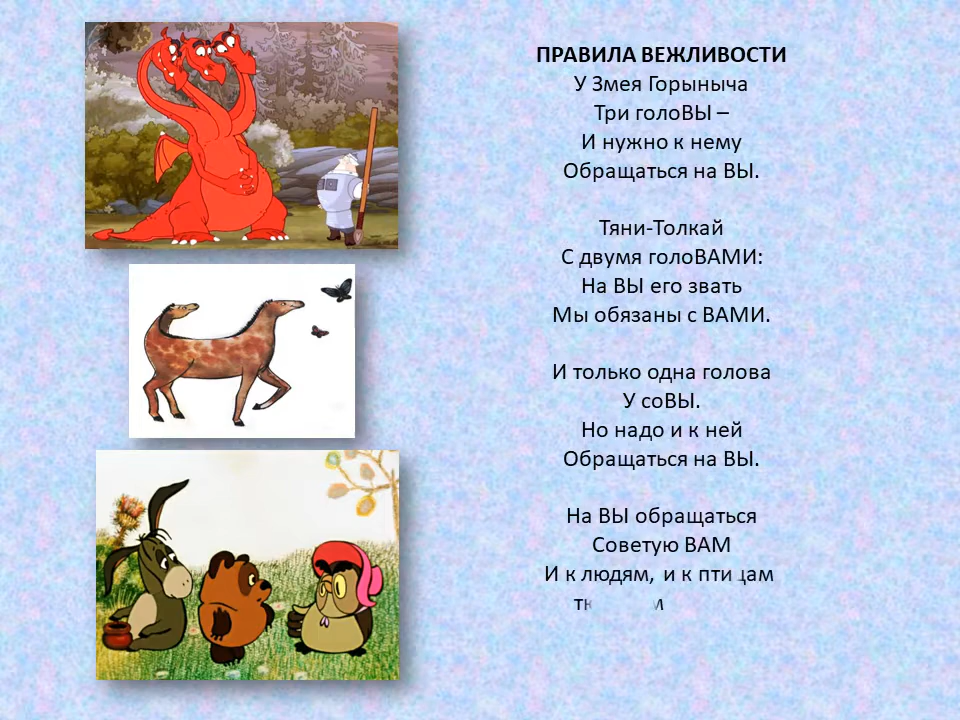 ПРАВИЛА ВЕЖЛИВОСТИ
У Змея Горыныча
Три голоВЫ –
И нужно к нему
Обращаться на ВЫ.
Тяни-Толкай
С двумя голоВАМИ:
На ВЫ его звать
Мы обязаны с ВАМИ.
И только одна голова
У соВЫ.
Но надо и к ней
Обращаться на ВЫ.
На ВЫ обращаться
Советую ВАМ
И к людям, и к птицам